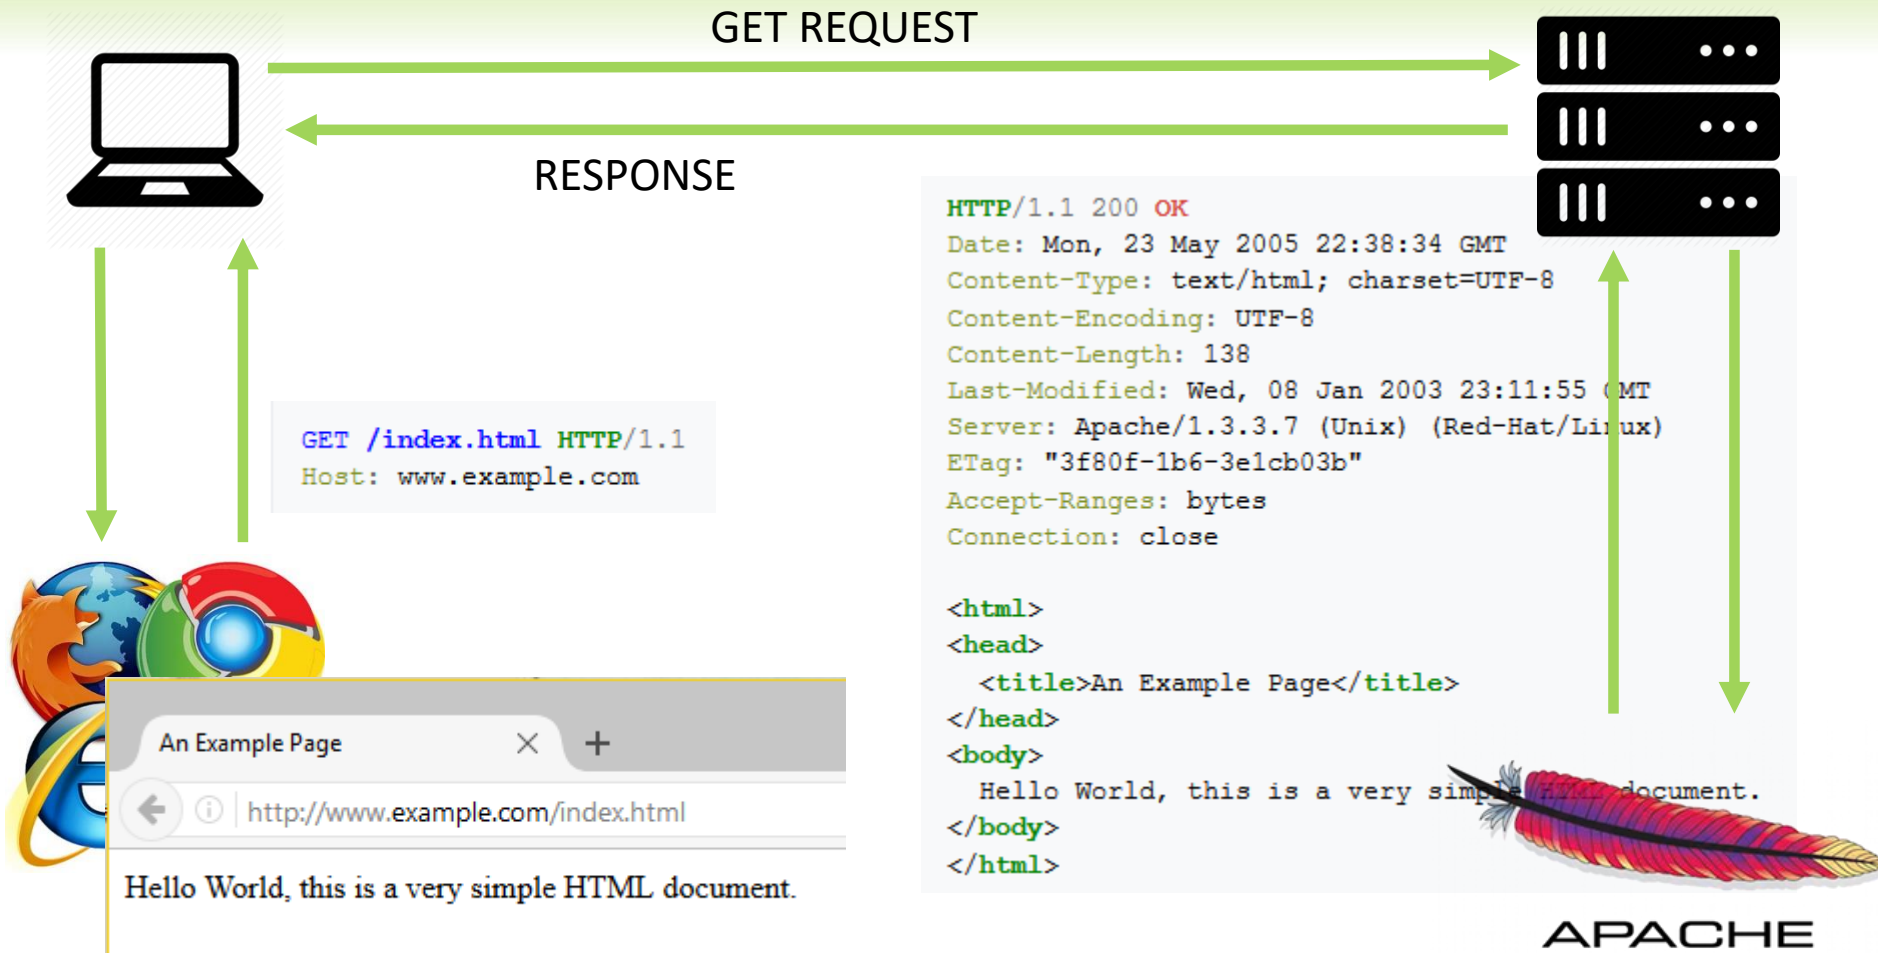 GET REQUEST
RESPONSE
GET /index.html HTTP/1.1
Host: www.example.com
HTTP/1.1 200 OK
Date: Mon, 23 May 2005 22:38:34 GMT
Content-Type: text/html; charset=UTF-8
Content-Encoding: UTF-8
Content-Length: 138
Last-Modified: Wed, 08 Jan 2003 23:11:55 GMT
Server: Apache/1.3.3.7 (Unix) (Red-Hat/Linux)
ETag: "3f80f-1b6-3e1cb03b"
Accept-Ranges: bytes
Connection: close
<html>
<head>
<title>An Example Page</title>
</head>
<body>
Hello World, this is a very simple HTML document.
</body>
</html>
An Example Page
http://www.example.com/index.html
Hello World, this is a very simple HTML document.
APACHE